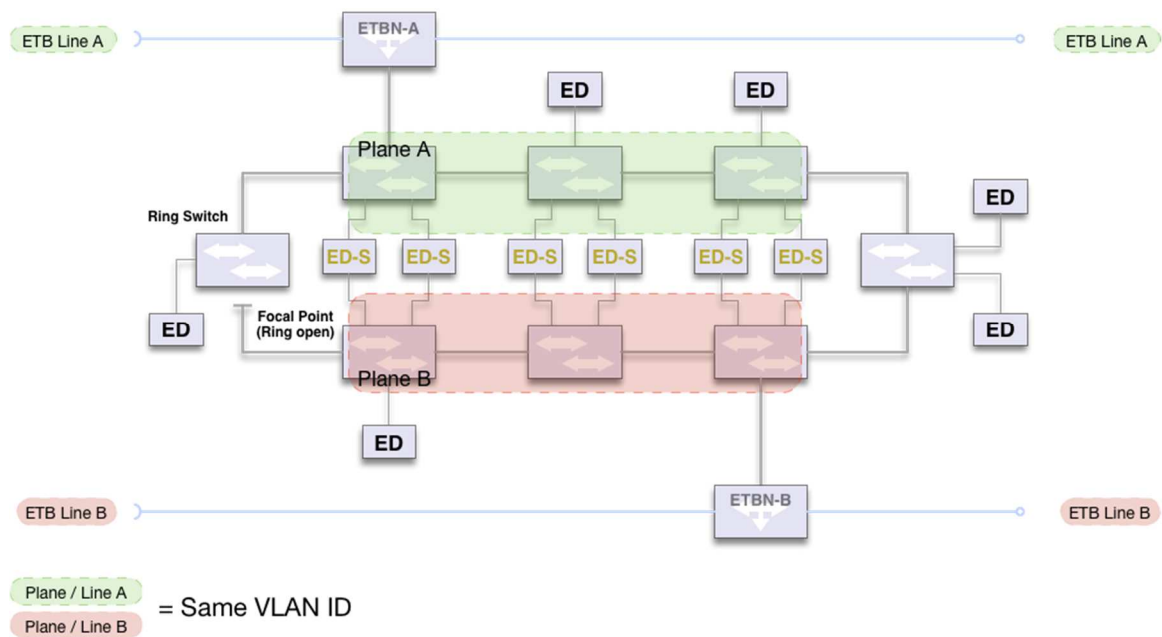 ETBN-A
ETB Line A
ETB Line A
ED
ED
Plane A
ED
Ring Switch
ED-S
ED-S
ED-S
ED-S
ED-S
ED-S
ED
Focal Point
(Ring open)
ED
Plane B
ED
ETBN-B
ETB Line B
ETB Line B
Plane / Line A
= Same VLAN ID
Plane / Line B